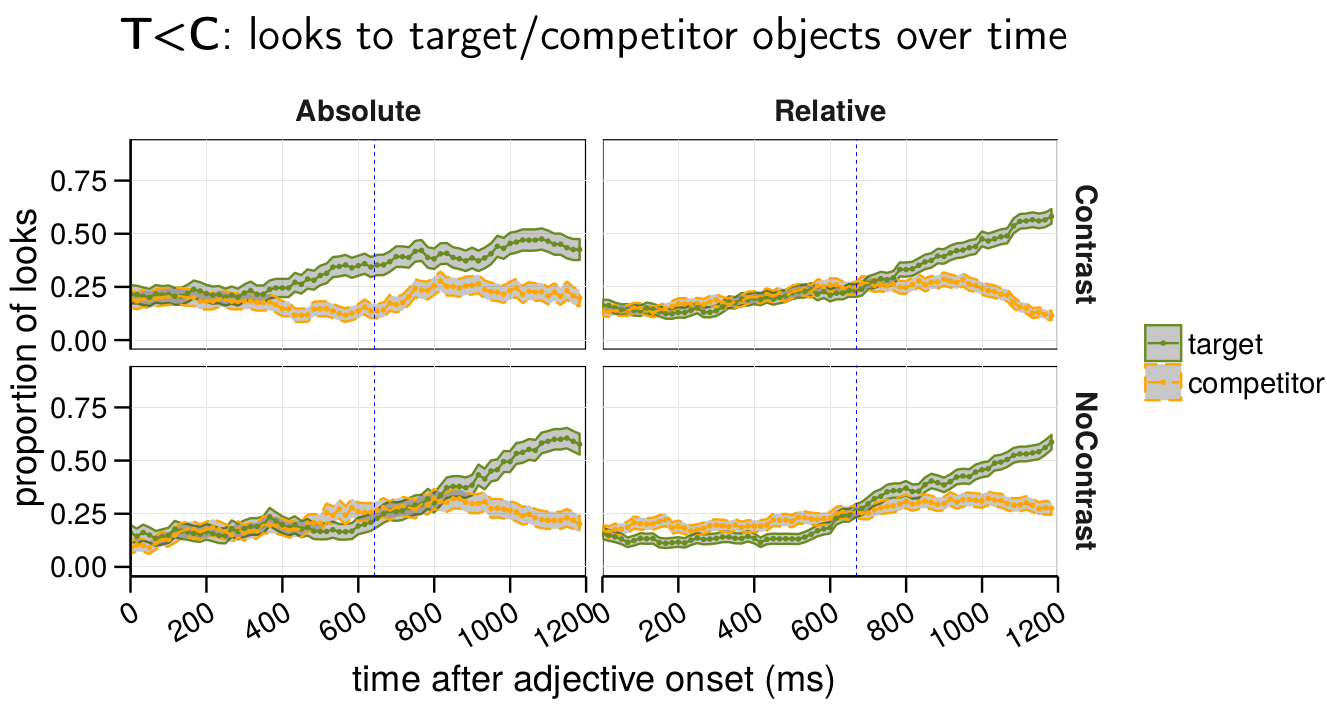 T<C: looks to target/competitor objects over time
Absolute
Relative
proportion of looks
0.75
0.50
0.25
0.00
Contrast
0.75
0.50
0.25
0.00
NoContrast
0 200 400 600 800 1000 1200
0 200 400 600 800 1000 1200
time after adjective onset (ms)
target
competitor